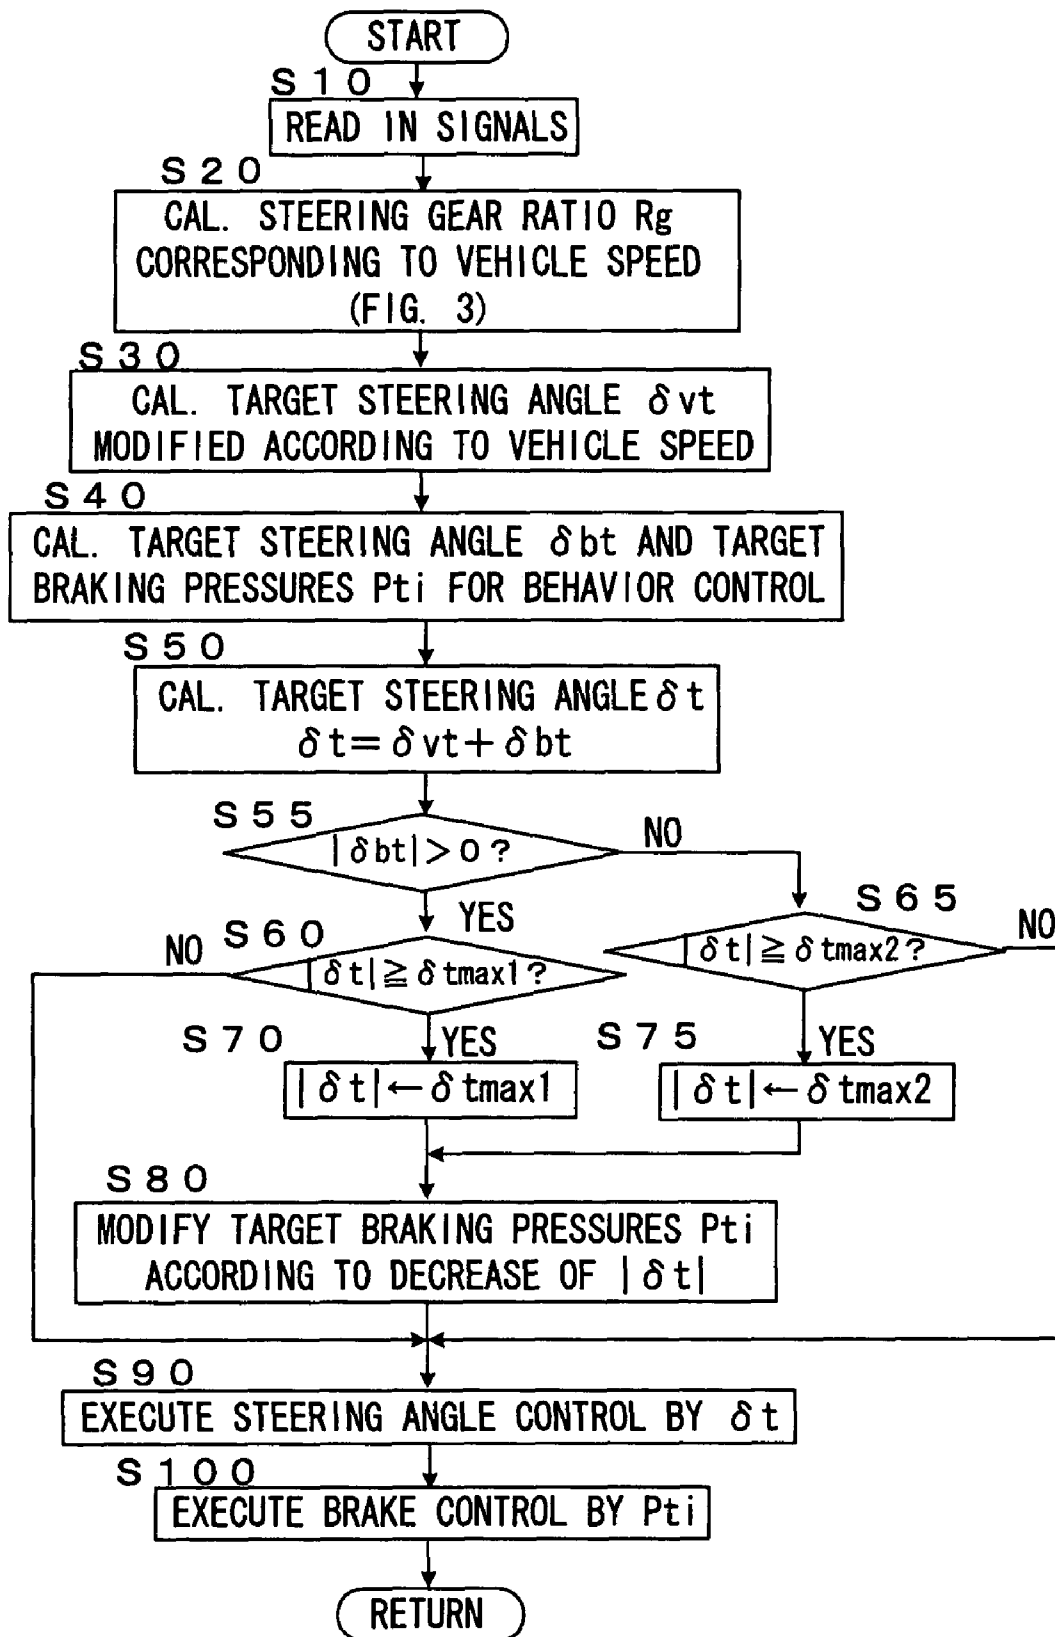 START
S10
READ IN SIGNALS
S20
CAL. STEERING GEAR RATIO Rg
CORRESPONDING TO VEHICLE SPEED
(FIG. 3)
S30
CAL. TARGET STEERING ANGLE δvt
MODIFIED ACCORDING TO VEHICLE SPEED
S40
CAL. TARGET STEERING ANGLE δbt AND TARGET
BRAKING PRESSURES Pti FOR BEHAVIOR CONTROL
S50
CAL. TARGET STEERING ANGLE δt
δt=δvt+δbt
S55
|δbt|>0?
NO
YES
S65
|δt|≧δtmax2?
NO
S60
NO
|δt|≧δtmax1?
YES
YES
S70
|δt|←δtmax1
S75
|δt|←δtmax2
S80
MODIFY TARGET BRAKING PRESSURES Pti
ACCORDING TO DECREASE OF |δt|
S90
EXECUTE STEERING ANGLE CONTROL BY δt
S100
EXECUTE BRAKE CONTROL BY Pti
RETURN